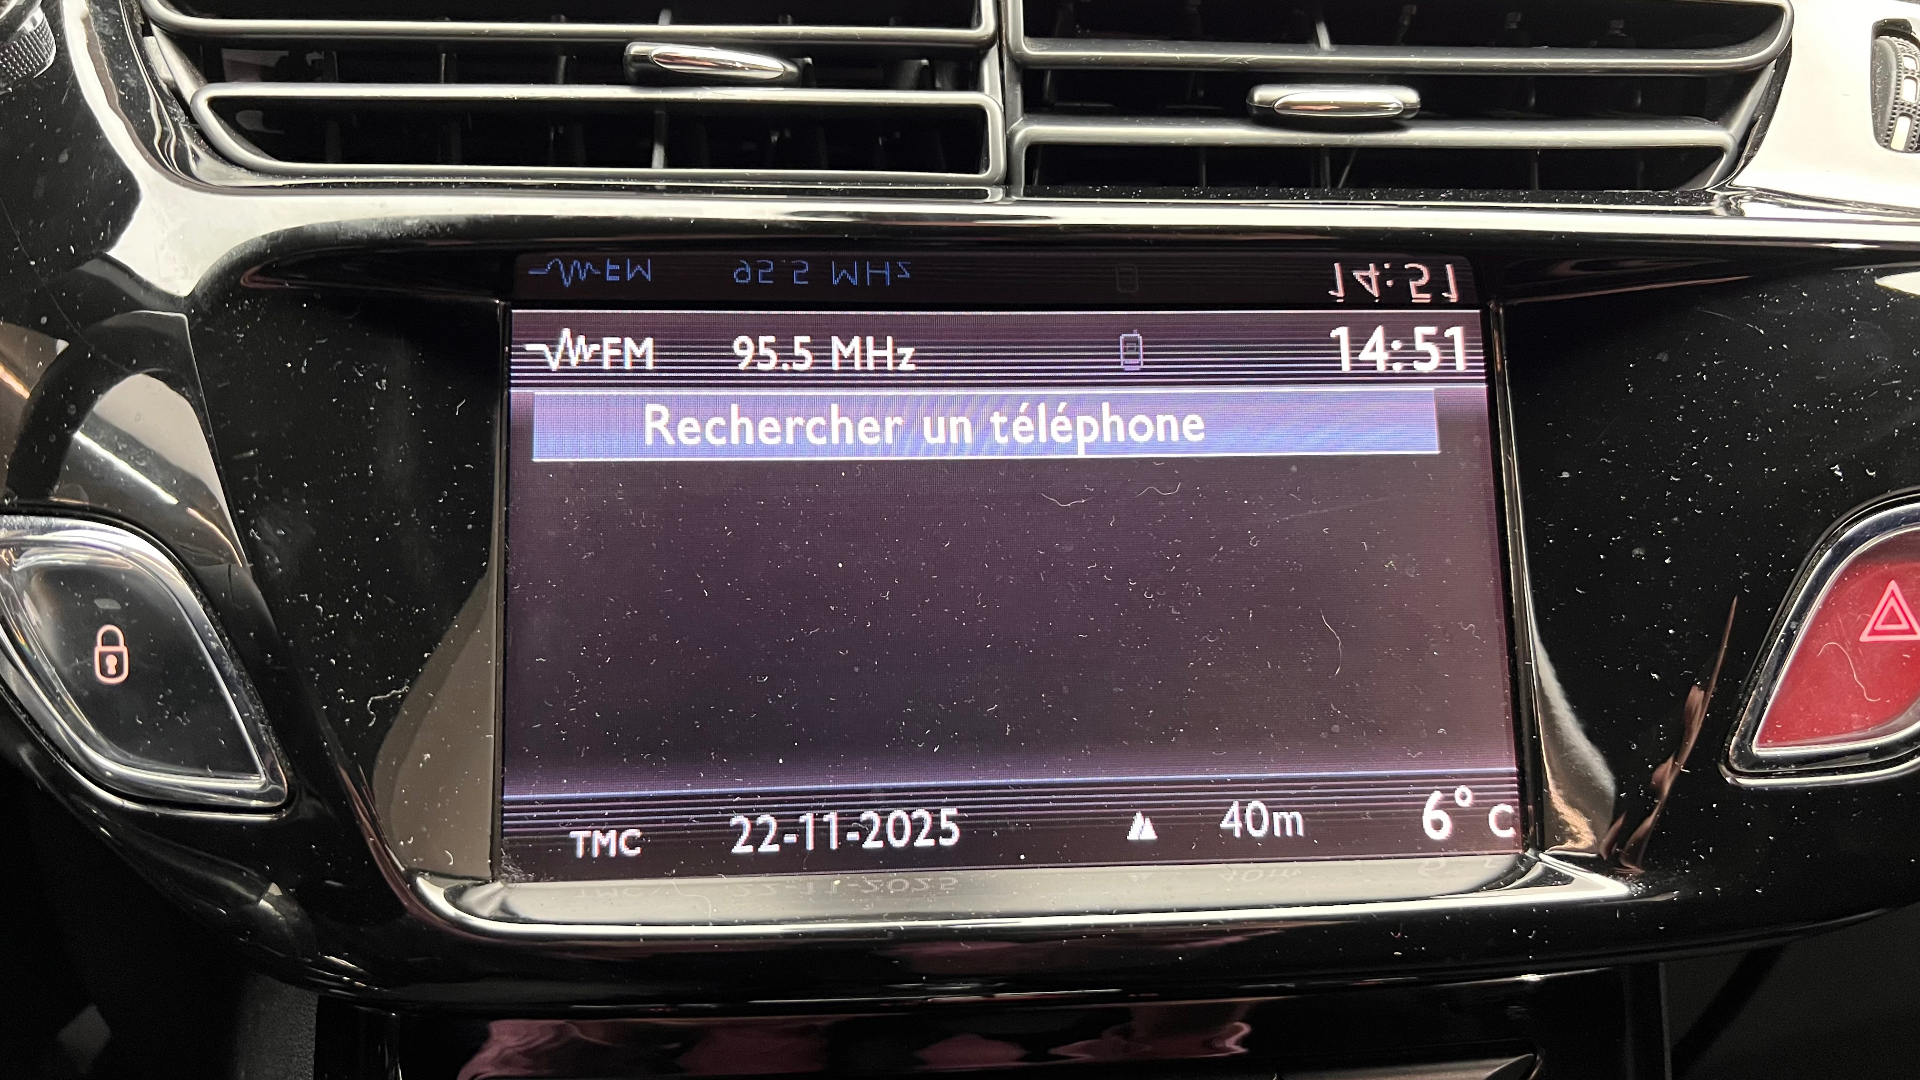 FM 95.5 MHz 14:51
Rechercher un téléphone
TMC 22-11-2025 40m 6° C